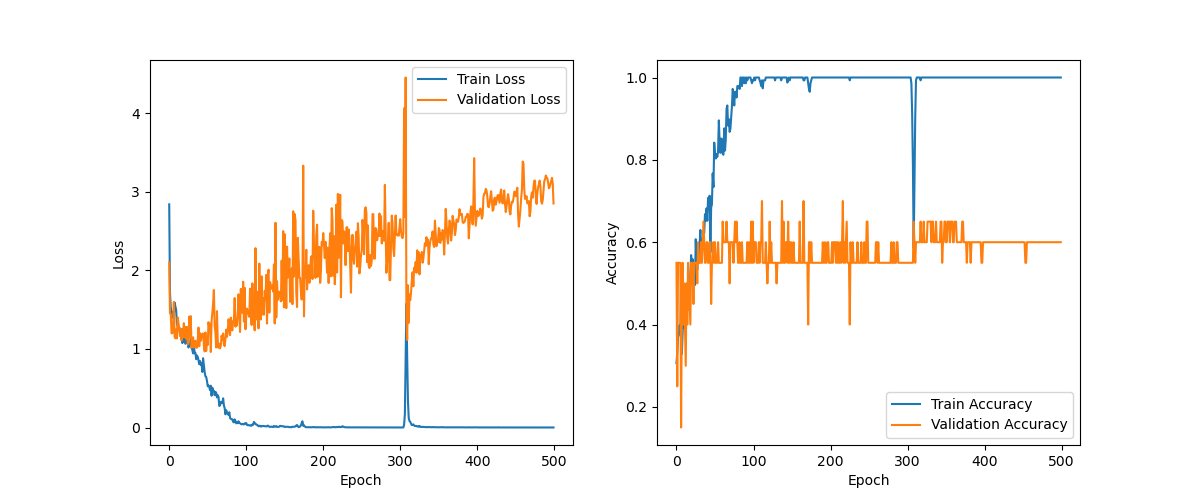 Train Loss
Validation Loss
Loss
4
3
2
1
0
0 100 200 300 400 500
Epoch
Accuracy
1.0
0.8
0.6
0.4
0.2
Train Accuracy
Validation Accuracy
0 100 200 300 400 500
Epoch